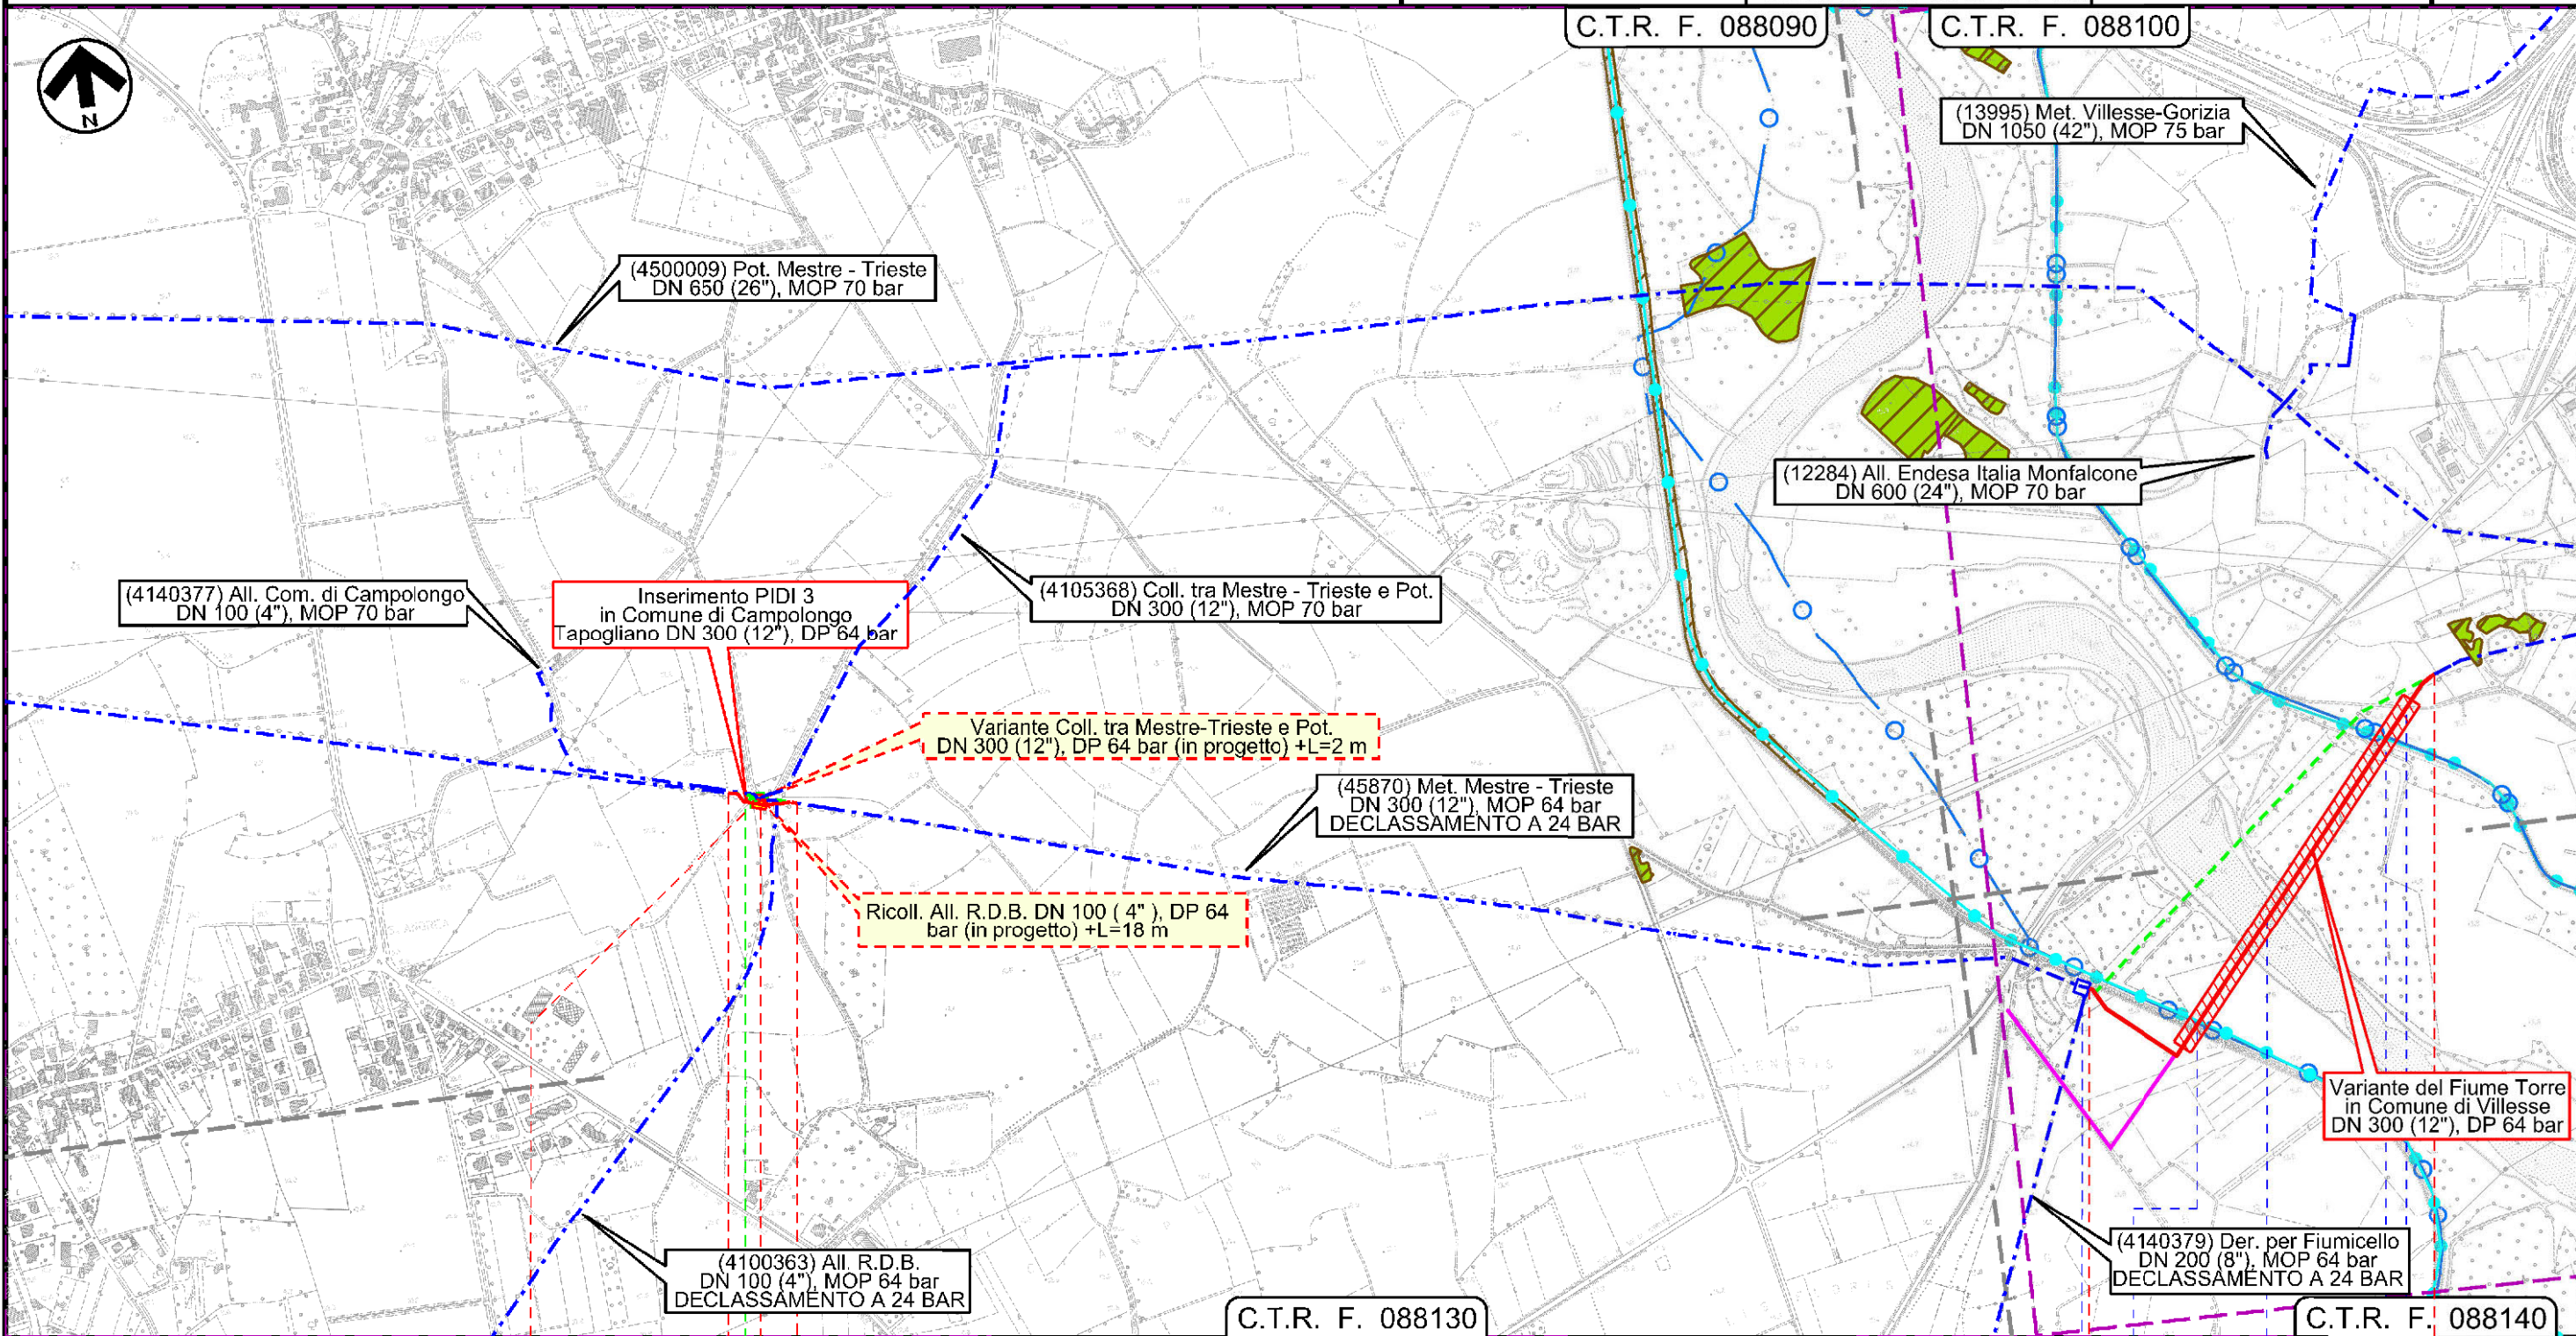 C.T.R. F. 088090
C.T.R. F. 088100
N
(13995) Met. Villesse-Gorizia
DN 1050 (42"), MOP 75 bar
(4500009) Pot. Mestre - Trieste
DN 650 (26"), MOP 70 bar
(12284) All. Endesa Italia Monfalcone
DN 600 (24"), MOP 70 bar
(4140377) All. Com. di Campolongo
DN 100 (4"), MOP 70 bar
Inserimento PIDI 3
in Comune di Campolongo
Tapogliano DN 300 (12"), DP 64 bar
(4105368) Coll. tra Mestre - Trieste e Pot.
DN 300 (12"), MOP 70 bar
Variante Coll. tra Mestre-Trieste e Pot.
DN 300 (12"), DP 64 bar (in progetto) +L=2 m
(45870) Met. Mestre - Trieste
DN 300 (12"), MOP 64 bar
DECLASSAMENTO A 24 BAR
Ricoll. All. R.D.B. DN 100 ( 4" ), DP 64
bar (in progetto) +L=18 m
Variante del Fiume Torre
in Comune di Villesse
DN 300 (12"), DP 64 bar
(4100363) All. R.D.B.
DN 100 (4"), MOP 64 bar
DECLASSAMENTO A 24 BAR
(4140379) Der. per Fiumicello
DN 200 (8"), MOP 64 bar
DECLASSAMENTO A 24 BAR
C.T.R. F. 088130
C.T.R. F. 088140